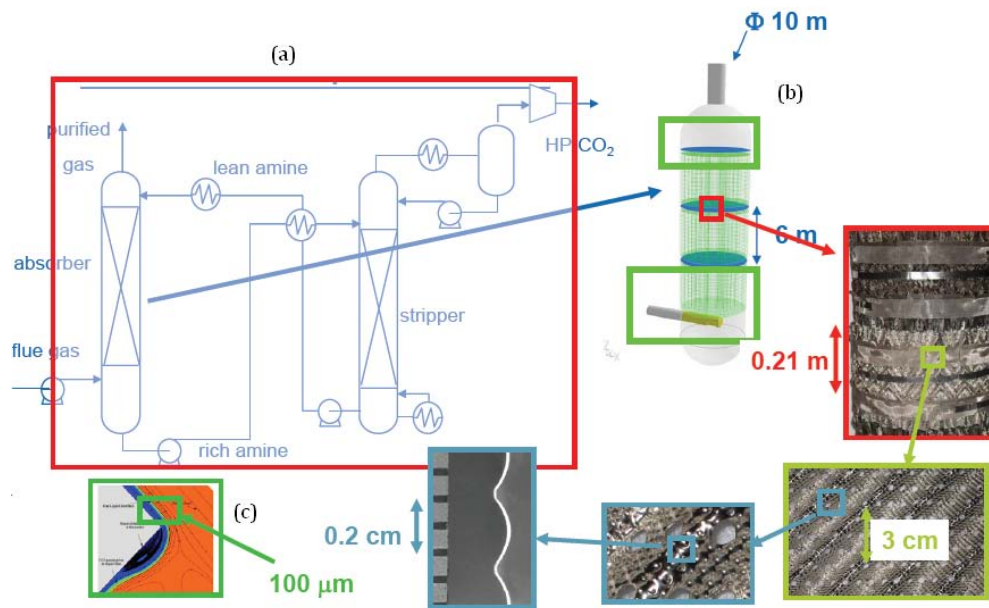 (a)
Φ 10 m
(b)
purified
gas
HP CO₂
lean amine
6 m
absorber
stripper
flue gas
0.21 m
rich amine
(c)
0.2 cm
3 cm
100 µm